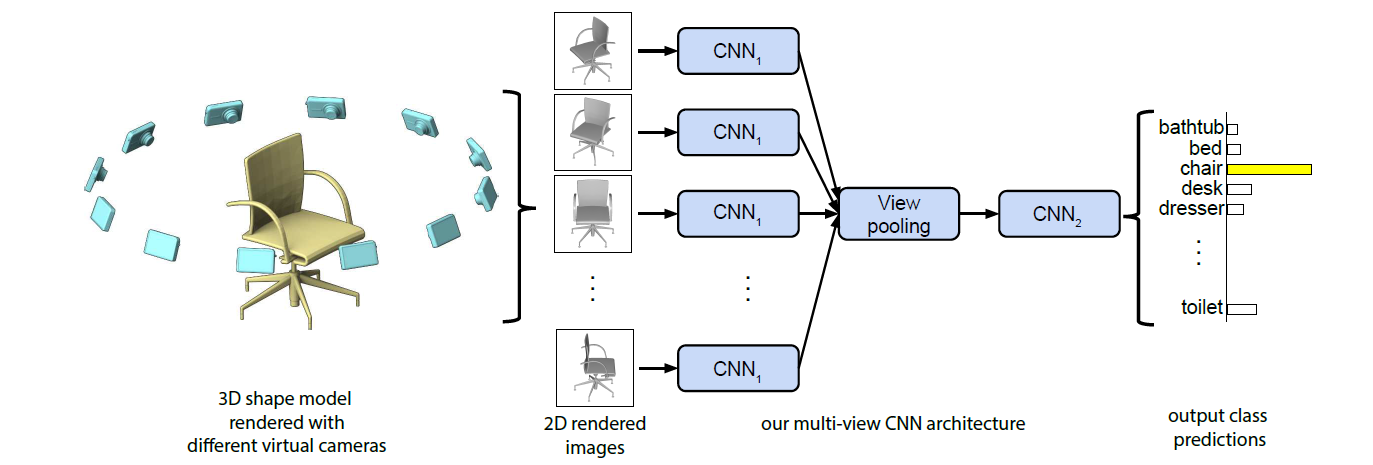 CNN₁
CNN₁
CNN₁
CNN₁
View
pooling
CNN₂
bathtub
bed
chair
desk
dresser
toilet
3D shape model
rendered with
different virtual cameras
2D rendered
images
our multi-view CNN architecture
output class
predictions